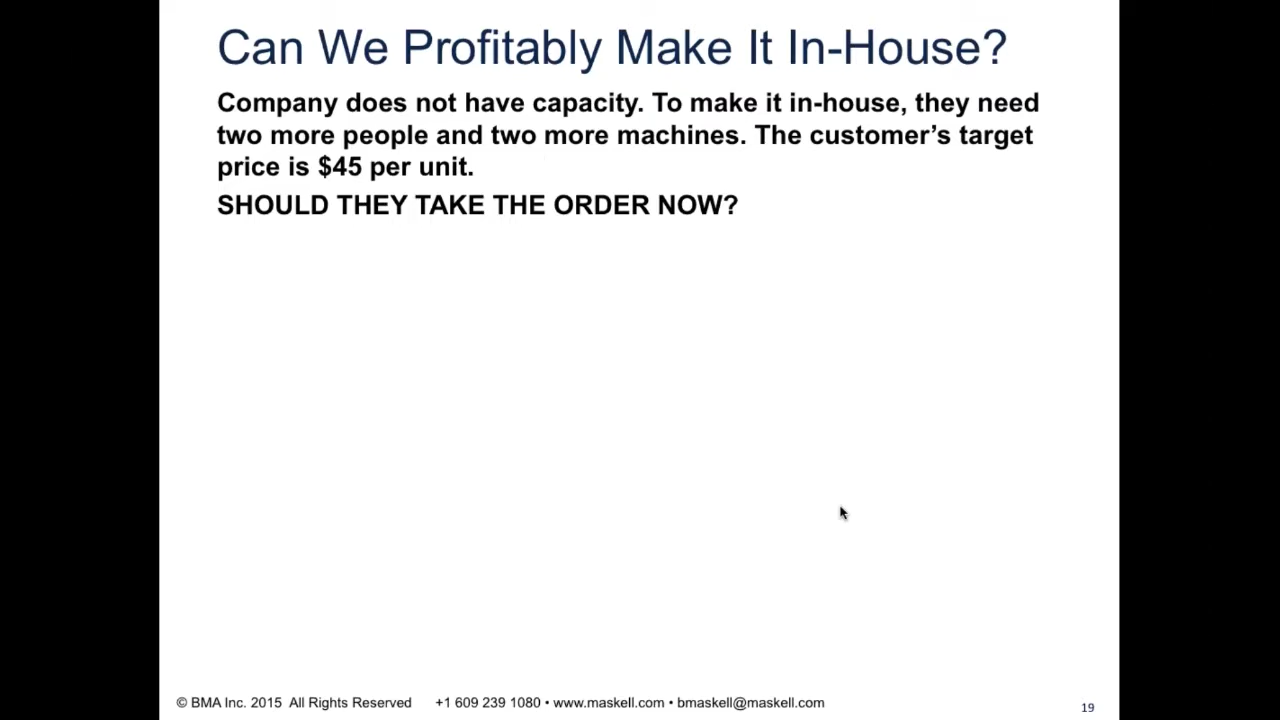 Can We Profitably Make It In-House?
Company does not have capacity. To make it in-house, they need
two more people and two more machines. The customer’s target
price is $45 per unit.
SHOULD THEY TAKE THE ORDER NOW?
© BMA Inc. 2015 All Rights Reserved +1 609 239 1080 • www.maskell.com • bmaskell@maskell.com
19